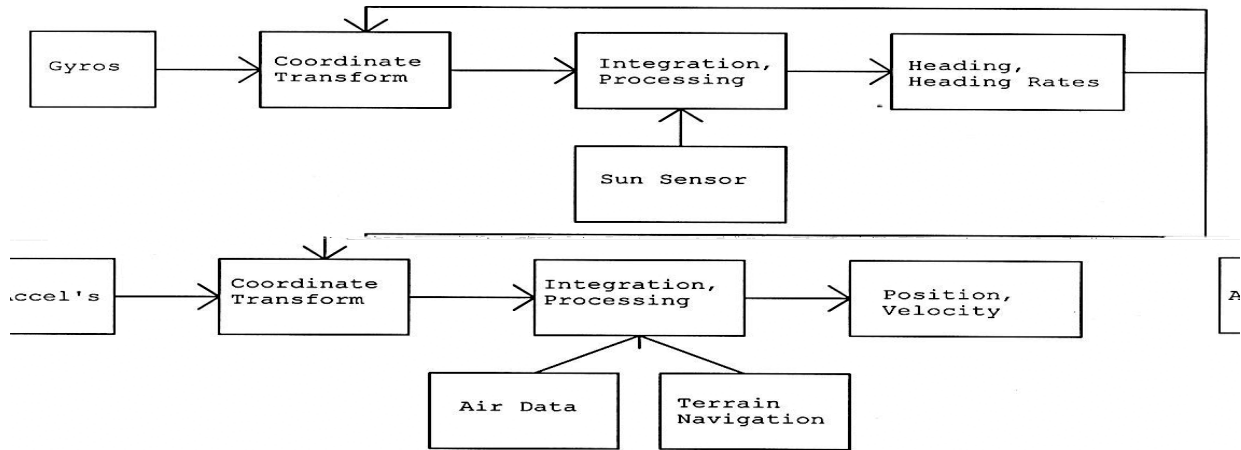 Gyros
Coordinate
Transform
Integration,
Processing
Heading,
Heading Rates
Sun Sensor
Accel's
Coordinate
Transform
Integration,
Processing
Position,
Velocity
A
Air Data
Terrain
Navigation